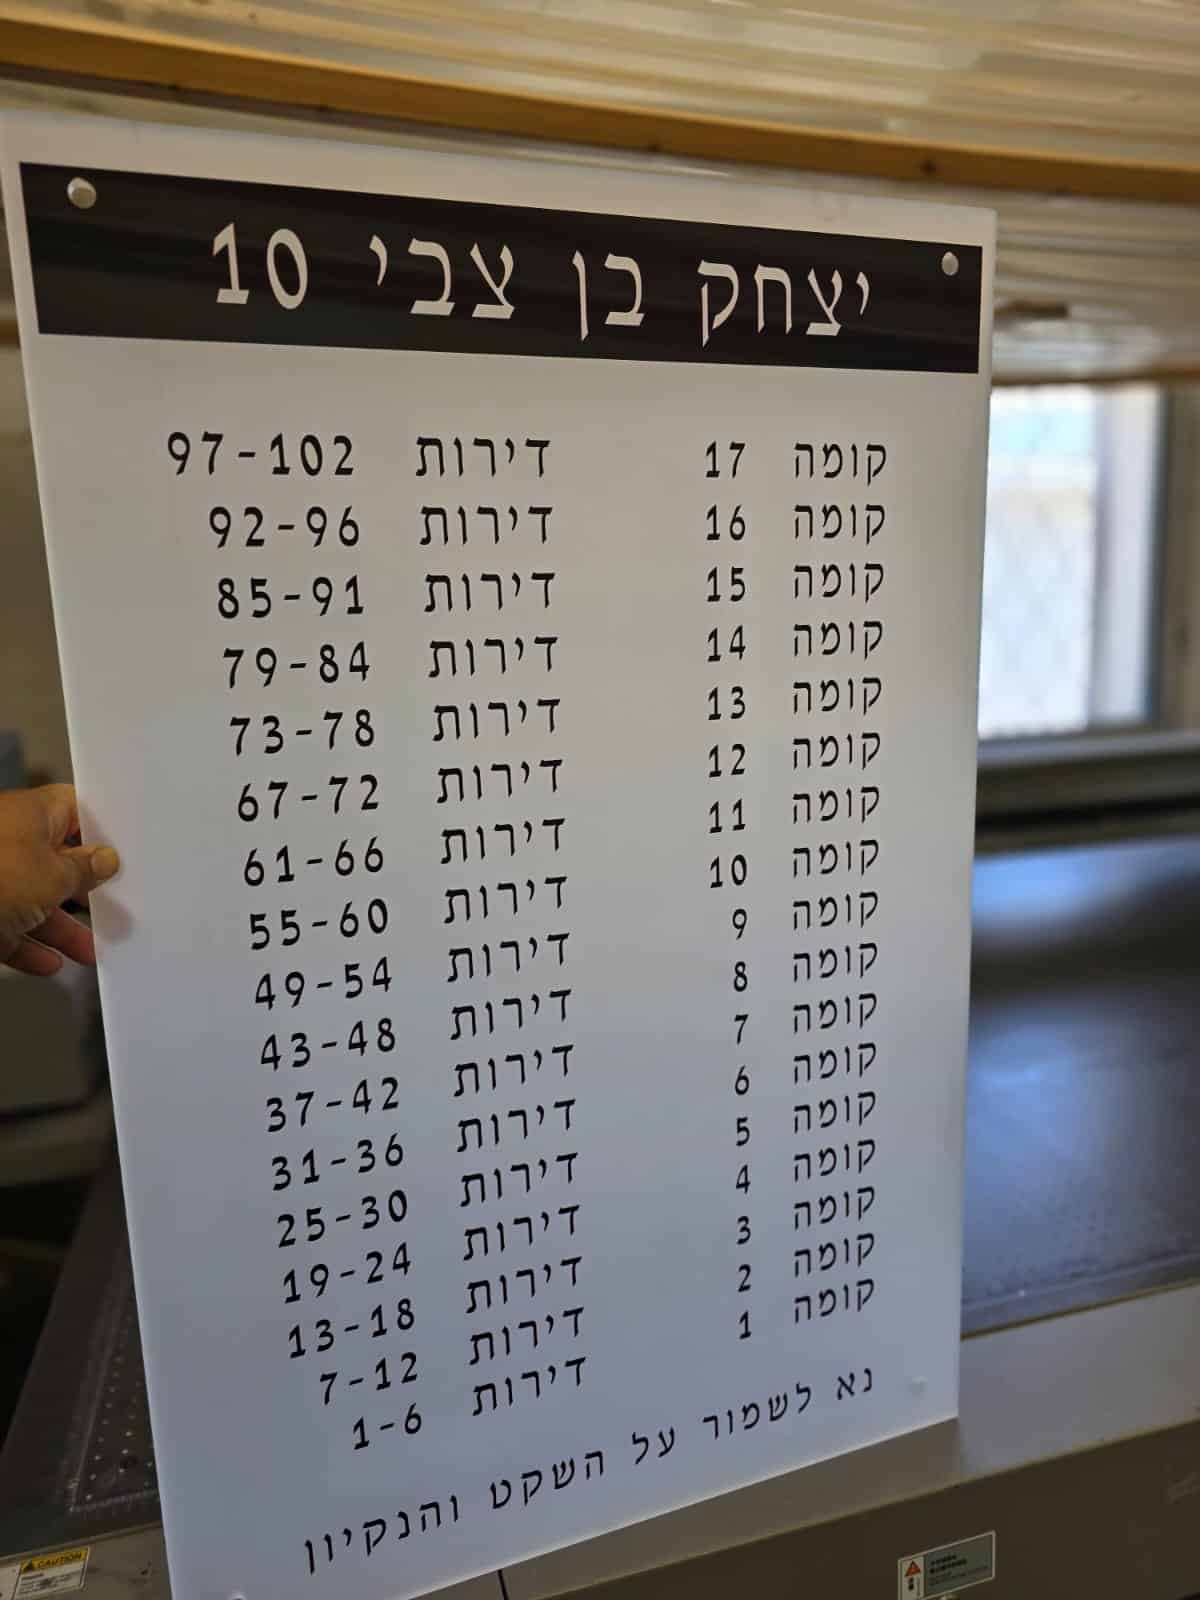 יצחק בן צבי 10
קומה 17 דירות 97-102
קומה 16 דירות 92-96
קומה 15 דירות 85-91
קומה 14 דירות 79-84
קומה 13 דירות 73-78
קומה 12 דירות 67-72
קומה 11 דירות 61-66
קומה 10 דירות 55-60
קומה 9 דירות 49-54
קומה 8 דירות 43-48
קומה 7 דירות 37-42
קומה 6 דירות 31-36
קומה 5 דירות 25-30
קומה 4 דירות 19-24
קומה 3 דירות 13-18
קומה 2 דירות 7-12
קומה 1 דירות 1-6
נא לשמור על השקט והנקיון
CAUTION